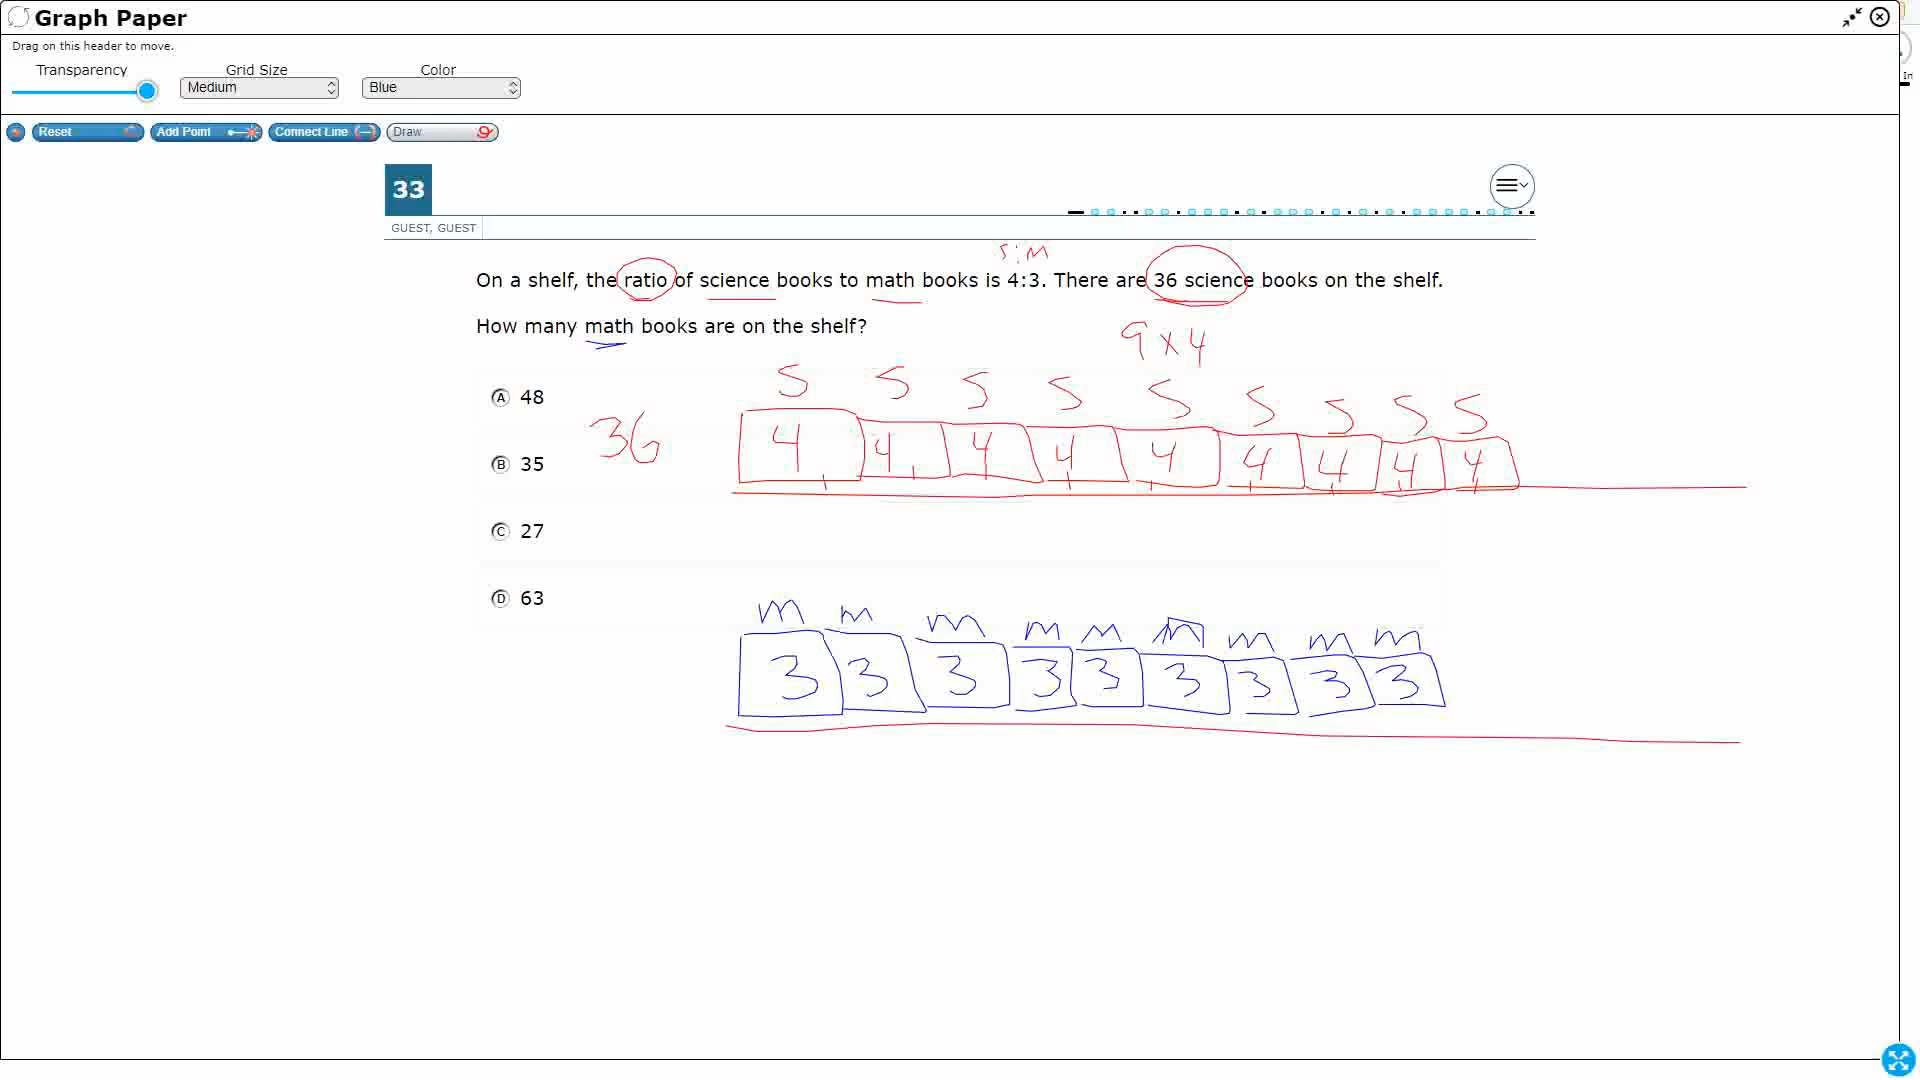 Graph Paper
Drag on this header to move.
Transparency Grid Size Color
Medium Blue
Reset Add Point Connect Line Draw
33
GUEST, GUEST
S:M
On a shelf, the ratio of science books to math books is 4:3. There are 36 science books on the shelf.
How many math books are on the shelf?
9 x 4
S S S S S S S S S
A 48
36 4 4 4 4 4 4 4 4 4
B 35
C 27
D 63
m m m m m m m m m
3 3 3 3 3 3 3 3 3